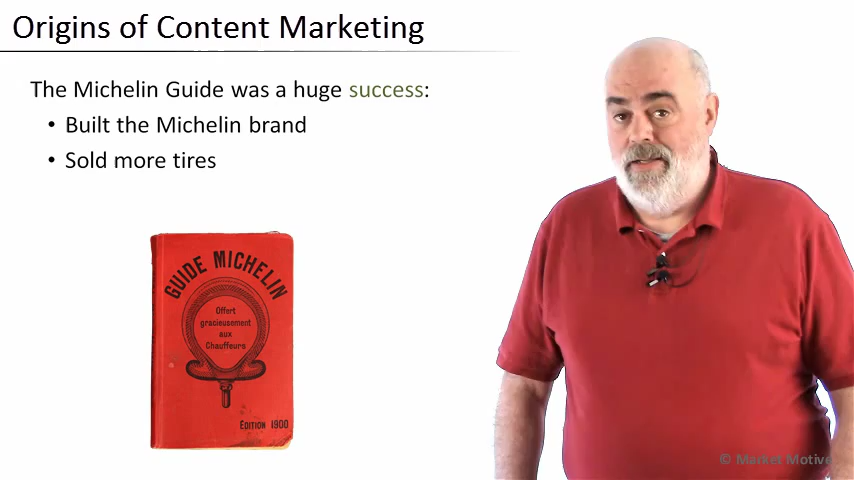 Origins of Content Marketing
The Michelin Guide was a huge success:
• Built the Michelin brand
• Sold more tires
GUIDE MICHELIN
Offert
gracieusement
aux
Chauffeurs
EDITION 1900
© Market Motive